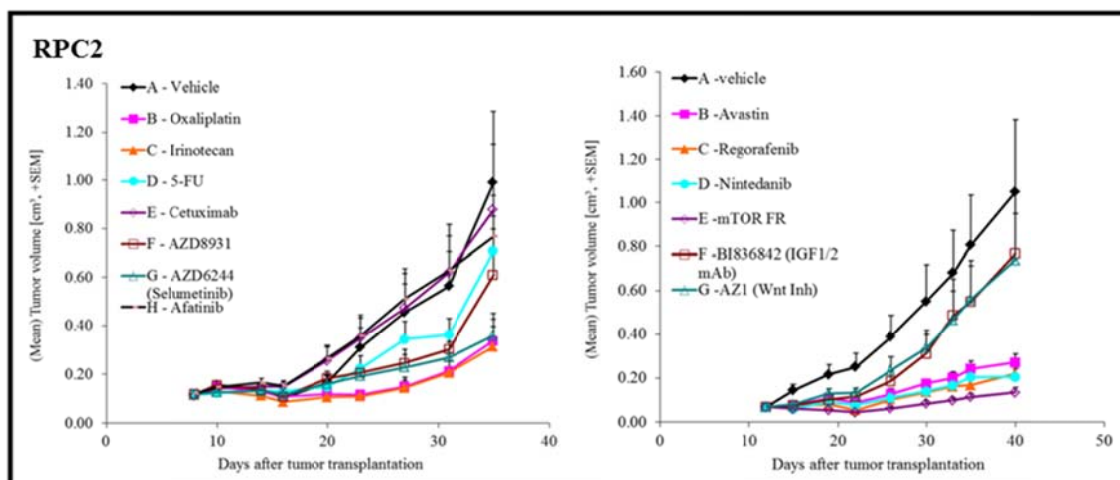 RPC2
(Mean) Tumor volume [cm³, +SEM]
1.40
1.20
1.00
0.80
0.60
0.40
0.20
0.00
A - Vehicle
B - Oxaliplatin
C - Irinotecan
D - 5-FU
E - Cetuximab
F - AZD8931
G - AZD6244
(Selumetinib)
H - Afatinib
0 10 20 30 40
Days after tumor transplantation
(Mean) Tumor volume [cm³, +SEM]
1.60
1.40
1.20
1.00
0.80
0.60
0.40
0.20
0.00
A -vehicle
B -Avastin
C -Regorafenib
D -Nintedanib
E -mTOR FR
F -BI836842 (IGF1/2
mAb)
G -AZ1 (Wnt Inh)
0 10 20 30 40 50
Days after tumor transplantation